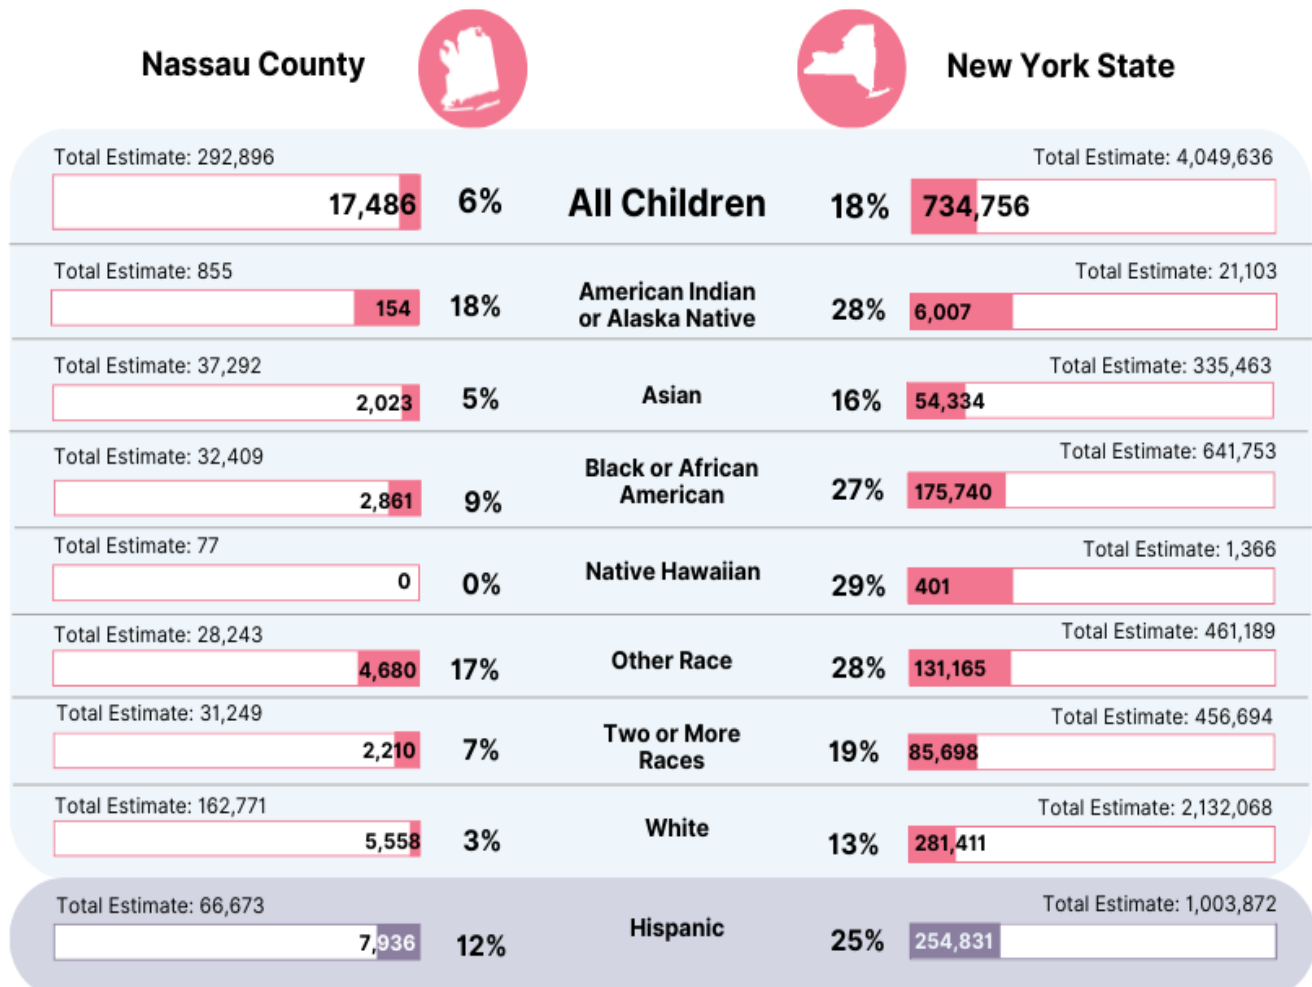 Nassau County
New York State
Total Estimate: 292,896
Total Estimate: 4,049,636
17,486 6% All Children 18% 734,756
Total Estimate: 855
Total Estimate: 21,103
American Indian
or Alaska Native
154 18% 28% 6,007
Total Estimate: 37,292
Total Estimate: 335,463
2,023 5% Asian 16% 54,334
Total Estimate: 32,409
Total Estimate: 641,753
Black or African
American
2,861 9% 27% 175,740
Total Estimate: 77
Total Estimate: 1,366
0 0% Native Hawaiian 29% 401
Total Estimate: 28,243
Total Estimate: 461,189
4,680 17% Other Race 28% 131,165
Total Estimate: 31,249
Total Estimate: 456,694
Two or More
Races
2,210 7% 19% 85,698
Total Estimate: 162,771
Total Estimate: 2,132,068
5,558 3% White 13% 281,411
Total Estimate: 66,673
Total Estimate: 1,003,872
7,936 12% Hispanic 25% 254,831